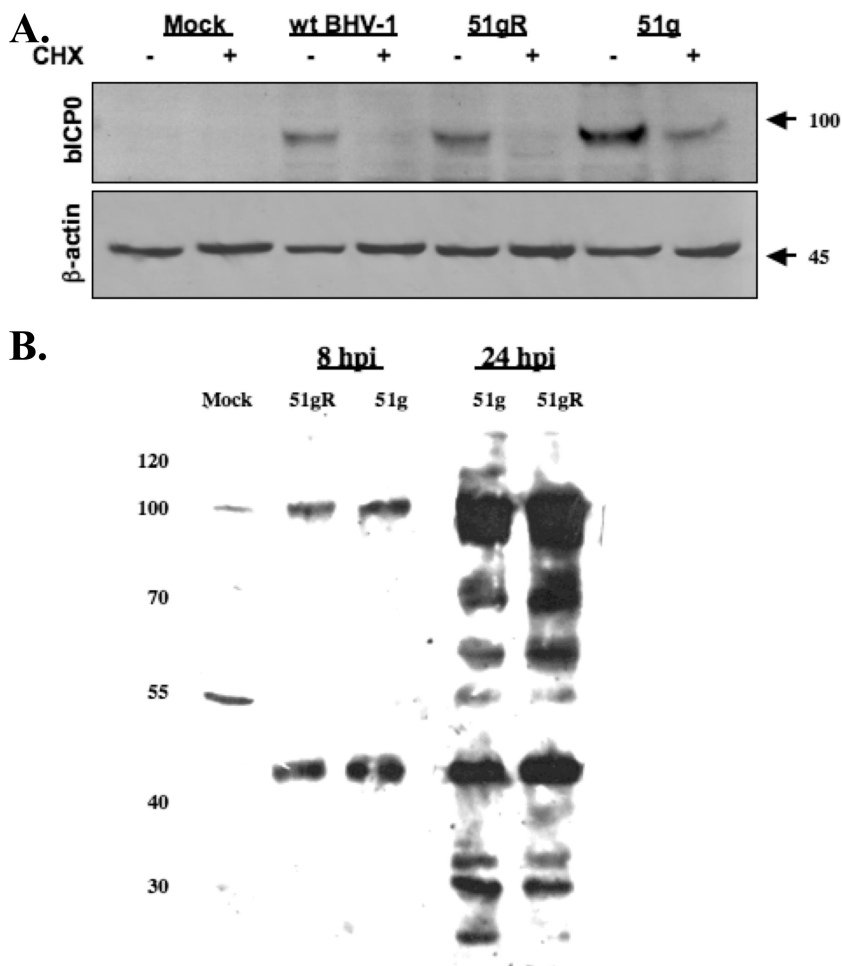 A.
Mock wt BHV-1 51gR 51g
CHX - + - + - + - +
bICP0
100
β-actin
45
B.
8 hpi 24 hpi
Mock 51gR 51g 51g 51gR
120
100
70
55
40
30